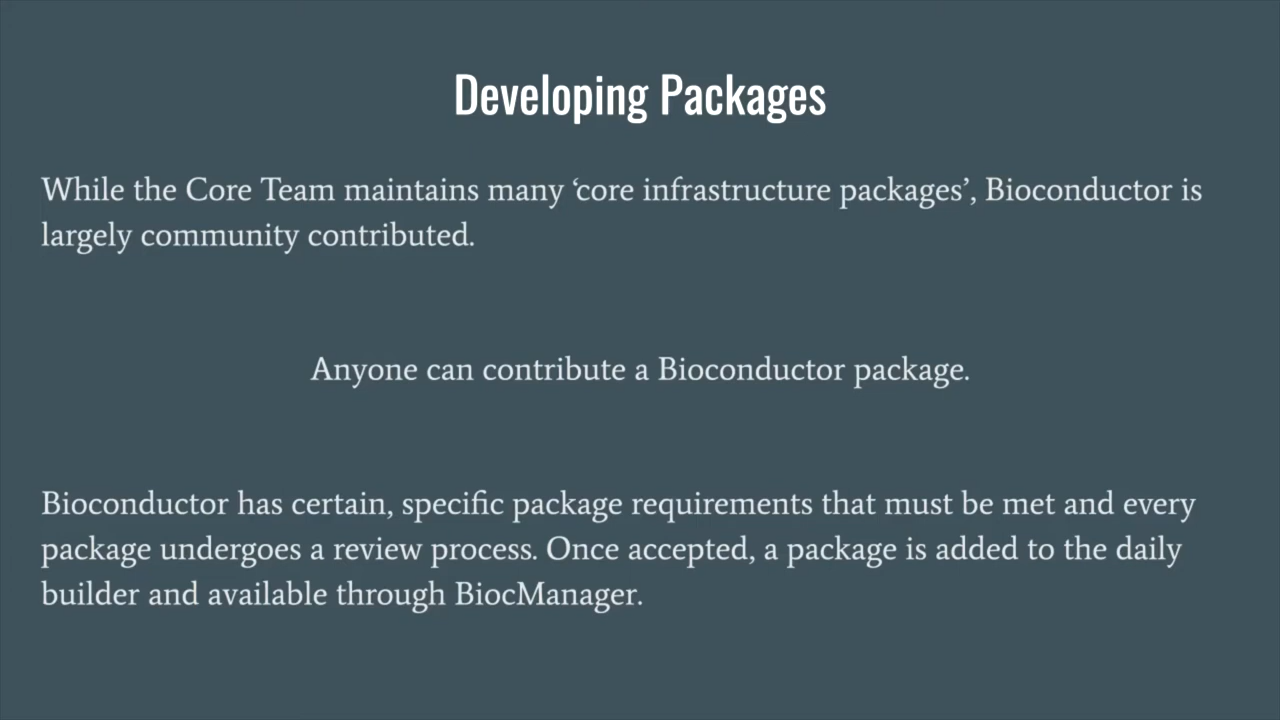 Developing Packages
While the Core Team maintains many ‘core infrastructure packages’, Bioconductor is
largely community contributed.
Anyone can contribute a Bioconductor package.
Bioconductor has certain, specific package requirements that must be met and every
package undergoes a review process. Once accepted, a package is added to the daily
builder and available through BiocManager.